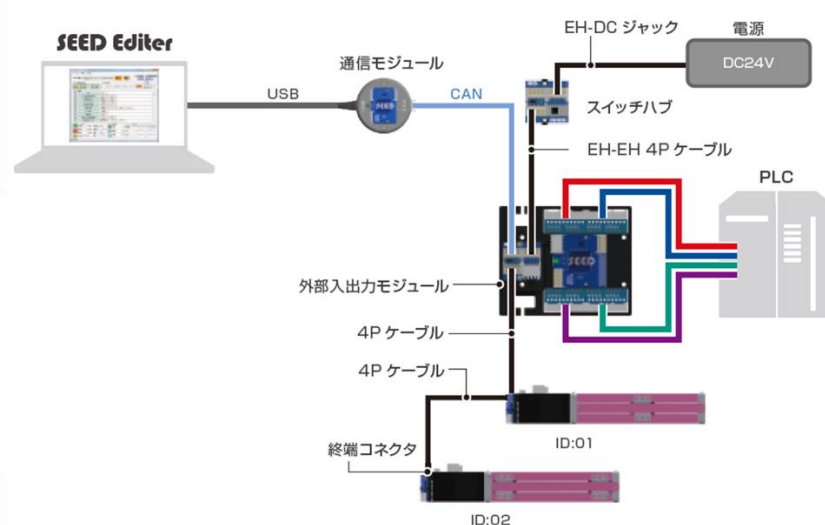 SEED Editer
通信モジュール
USB
CAN
EH-DC ジャック
電源
DC24V
スイッチハブ
EH-EH 4P ケーブル
PLC
SEED
SEED
外部入出力モジュール
4P ケーブル
4P ケーブル
ID:01
終端コネクタ
ID:02